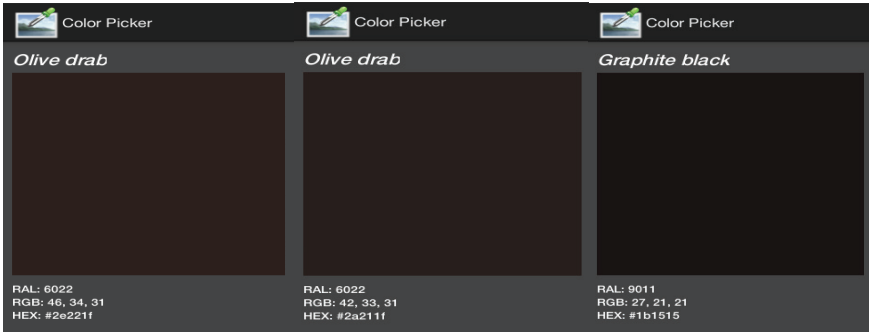 Color Picker
Olive drab
RAL: 6022
RGB: 46, 34, 31
HEX: #2e221f
Color Picker
Olive drab
RAL: 6022
RGB: 42, 33, 31
HEX: #2a211f
Color Picker
Graphite black
RAL: 9011
RGB: 27, 21, 21
HEX: #1b1515